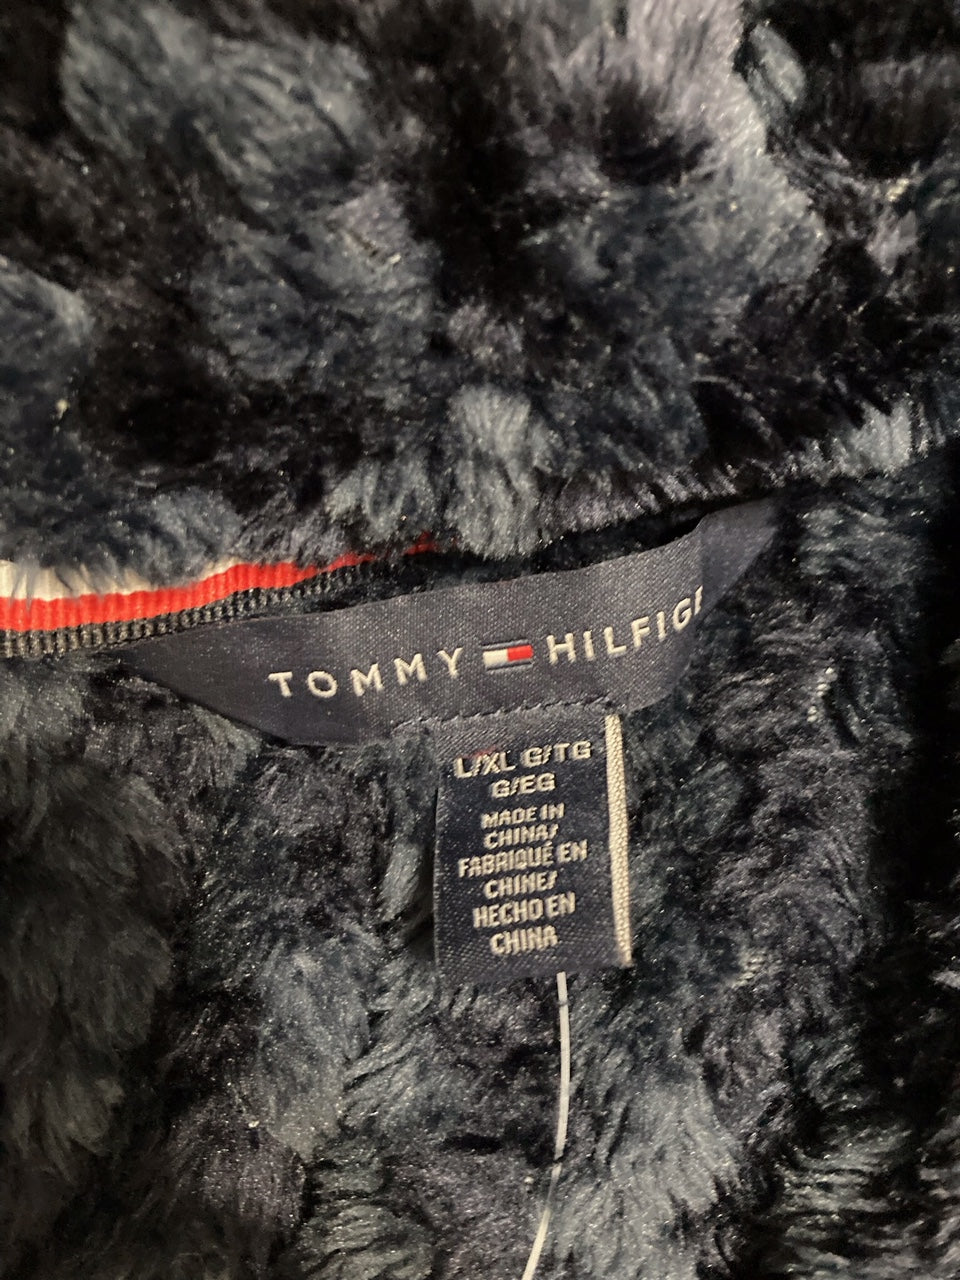 TOMMY HILFIGE
L/XL G/TG
G/EG
MADE IN
CHINA/
FABRIQUÉ EN
CHINE/
HECHO EN
CHINA